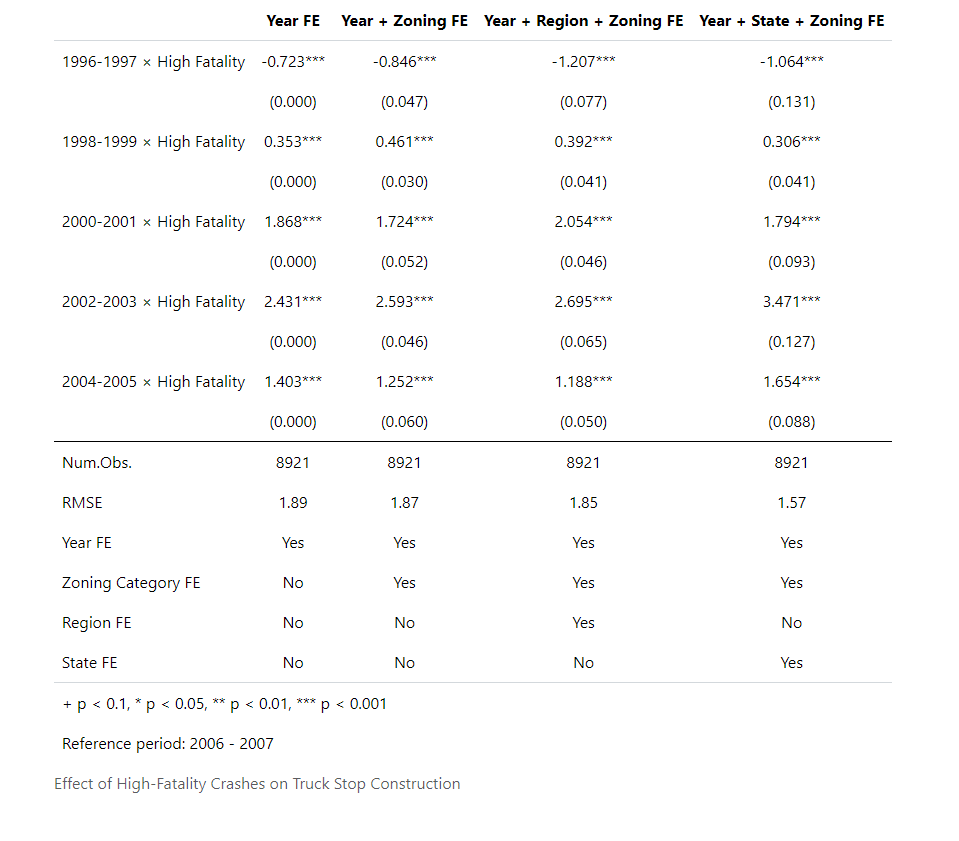 Year FE Year + Zoning FE Year + Region + Zoning FE Year + State + Zoning FE
1996-1997 × High Fatality -0.723*** -0.846*** -1.207*** -1.064***
(0.000) (0.047) (0.077) (0.131)
1998-1999 × High Fatality 0.353*** 0.461*** 0.392*** 0.306***
(0.000) (0.030) (0.041) (0.041)
2000-2001 × High Fatality 1.868*** 1.724*** 2.054*** 1.794***
(0.000) (0.052) (0.046) (0.093)
2002-2003 × High Fatality 2.431*** 2.593*** 2.695*** 3.471***
(0.000) (0.046) (0.065) (0.127)
2004-2005 × High Fatality 1.403*** 1.252*** 1.188*** 1.654***
(0.000) (0.060) (0.050) (0.088)
Num.Obs. 8921 8921 8921 8921
RMSE 1.89 1.87 1.85 1.57
Year FE Yes Yes Yes Yes
Zoning Category FE No Yes Yes Yes
Region FE No No Yes No
State FE No No No Yes
+ p < 0.1, * p < 0.05, ** p < 0.01, *** p < 0.001
Reference period: 2006 - 2007
Effect of High-Fatality Crashes on Truck Stop Construction